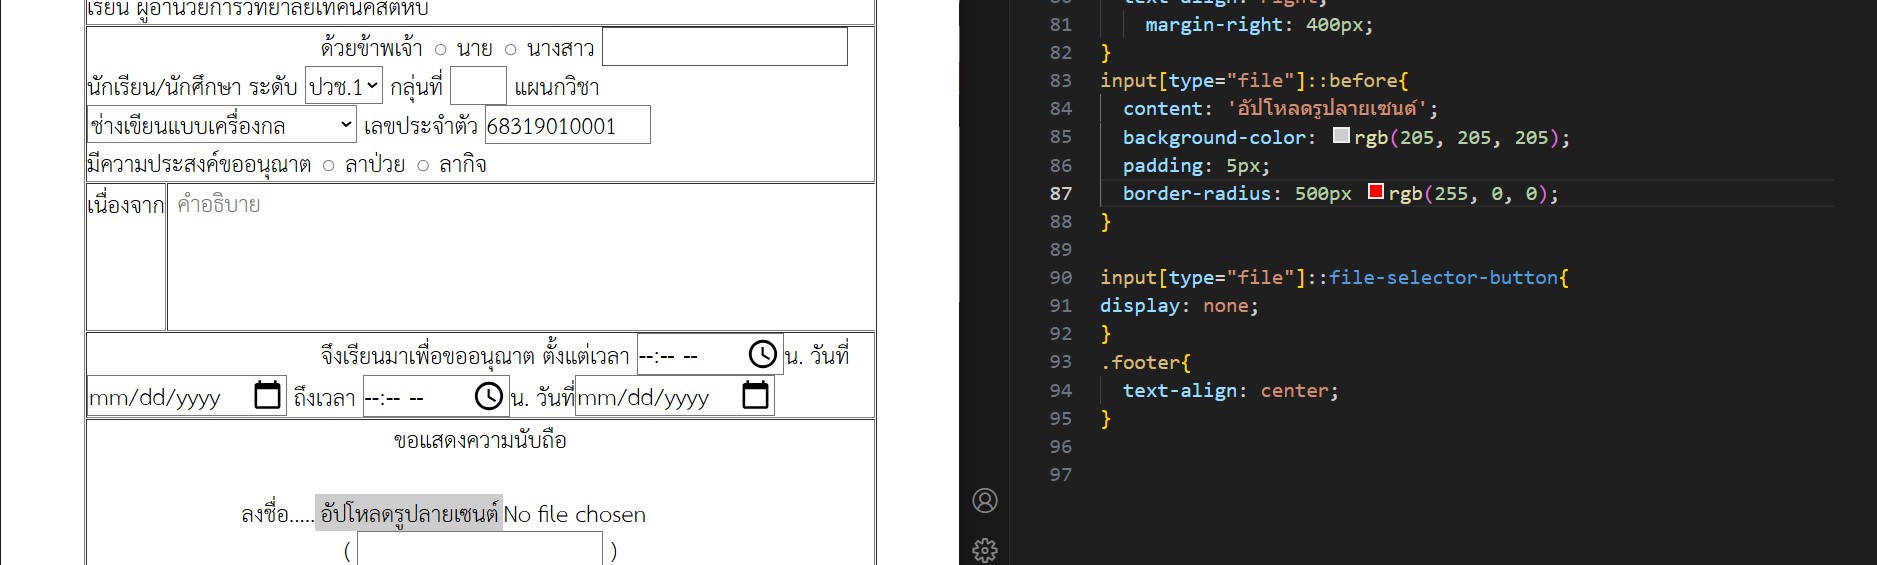 เรียน ผู้อำนวยการวิทยาลัยเทคนิคสัตหีบ
ด้วยข้าพเจ้า นาย นางสาว
นักเรียน/นักศึกษา ระดับ ปวช.1 กลุ่นที่ แผนกวิชา
ช่างเขียนแบบเครื่องกล เลขประจำตัว 68319010001
มีความประสงค์ขออนุณาต ลาป่วย ลากิจ
เนื่องจาก คำอธิบาย
จึงเรียนมาเพื่อขออนุณาต ตั้งแต่เวลา --:-- -- น. วันที่
mm/dd/yyyy ถึงเวลา --:-- -- น. วันที่ mm/dd/yyyy
ขอแสดงความนับถือ
ลงชื่อ..... อัปโหลดรูปลายเซนต์ No file chosen
( )
80 text-align: right;
81 margin-right: 400px;
82 }
83 input[type="file"]::before{
84 content: 'อัปโหลดรูปลายเซนต์';
85 background-color: rgb(205, 205, 205);
86 padding: 5px;
87 border-radius: 500px rgb(255, 0, 0);
88 }
89
90 input[type="file"]::file-selector-button{
91 display: none;
92 }
93 .footer{
94 text-align: center;
95 }
96
97